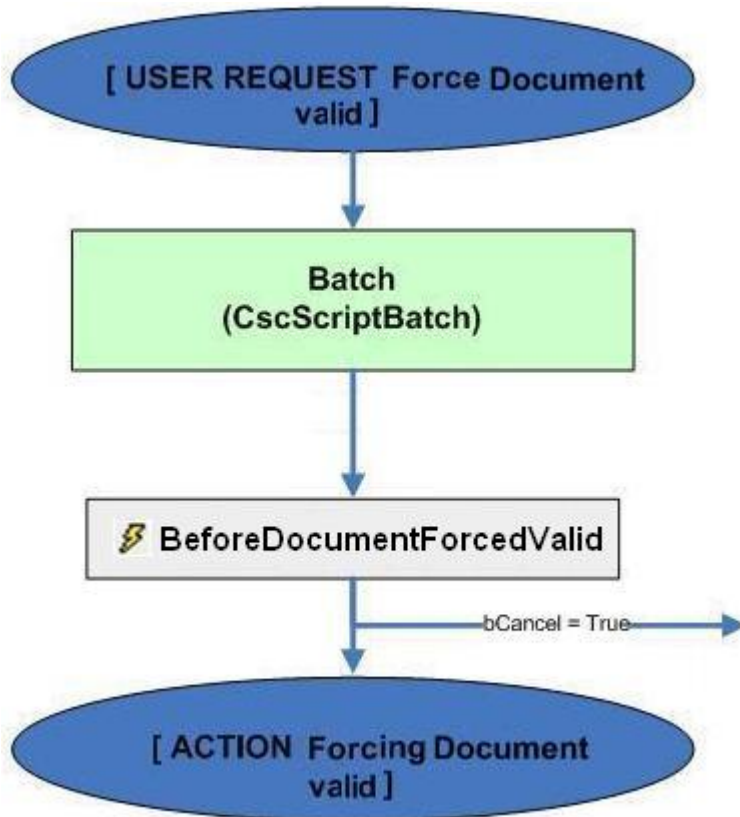 [ USER REQUEST Force Document
valid ]
Batch
(CscScriptBatch)
BeforeDocumentForcedValid
bCancel = True
[ ACTION Forcing Document
valid ]